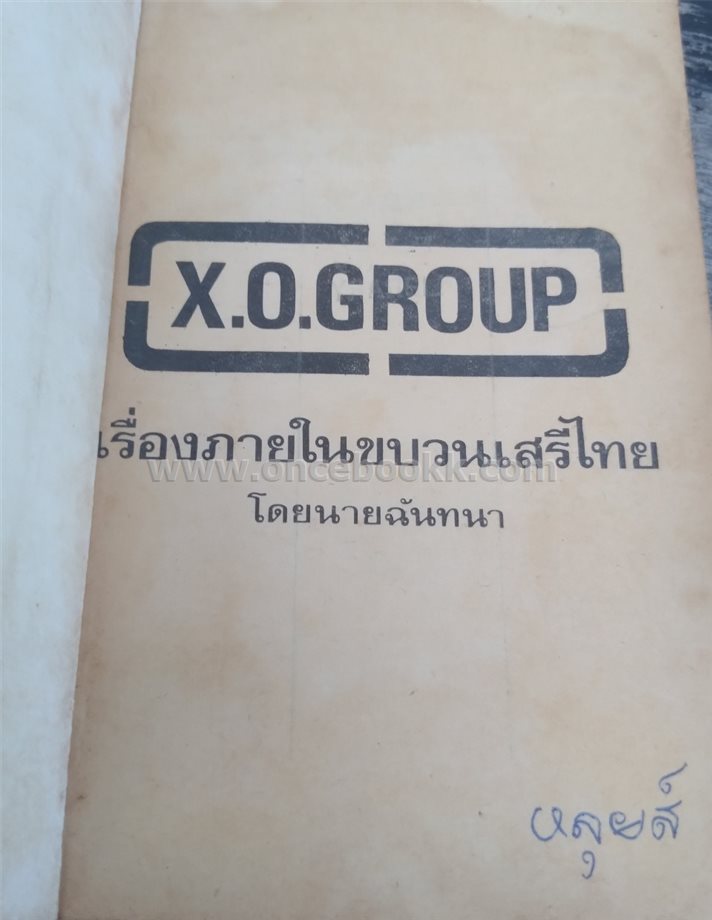 X.O.GROUP
เรื่องภายในขบวนเสรีไทย
www.oncebookk.com
โดยนายฉันทนา
หลุยส์